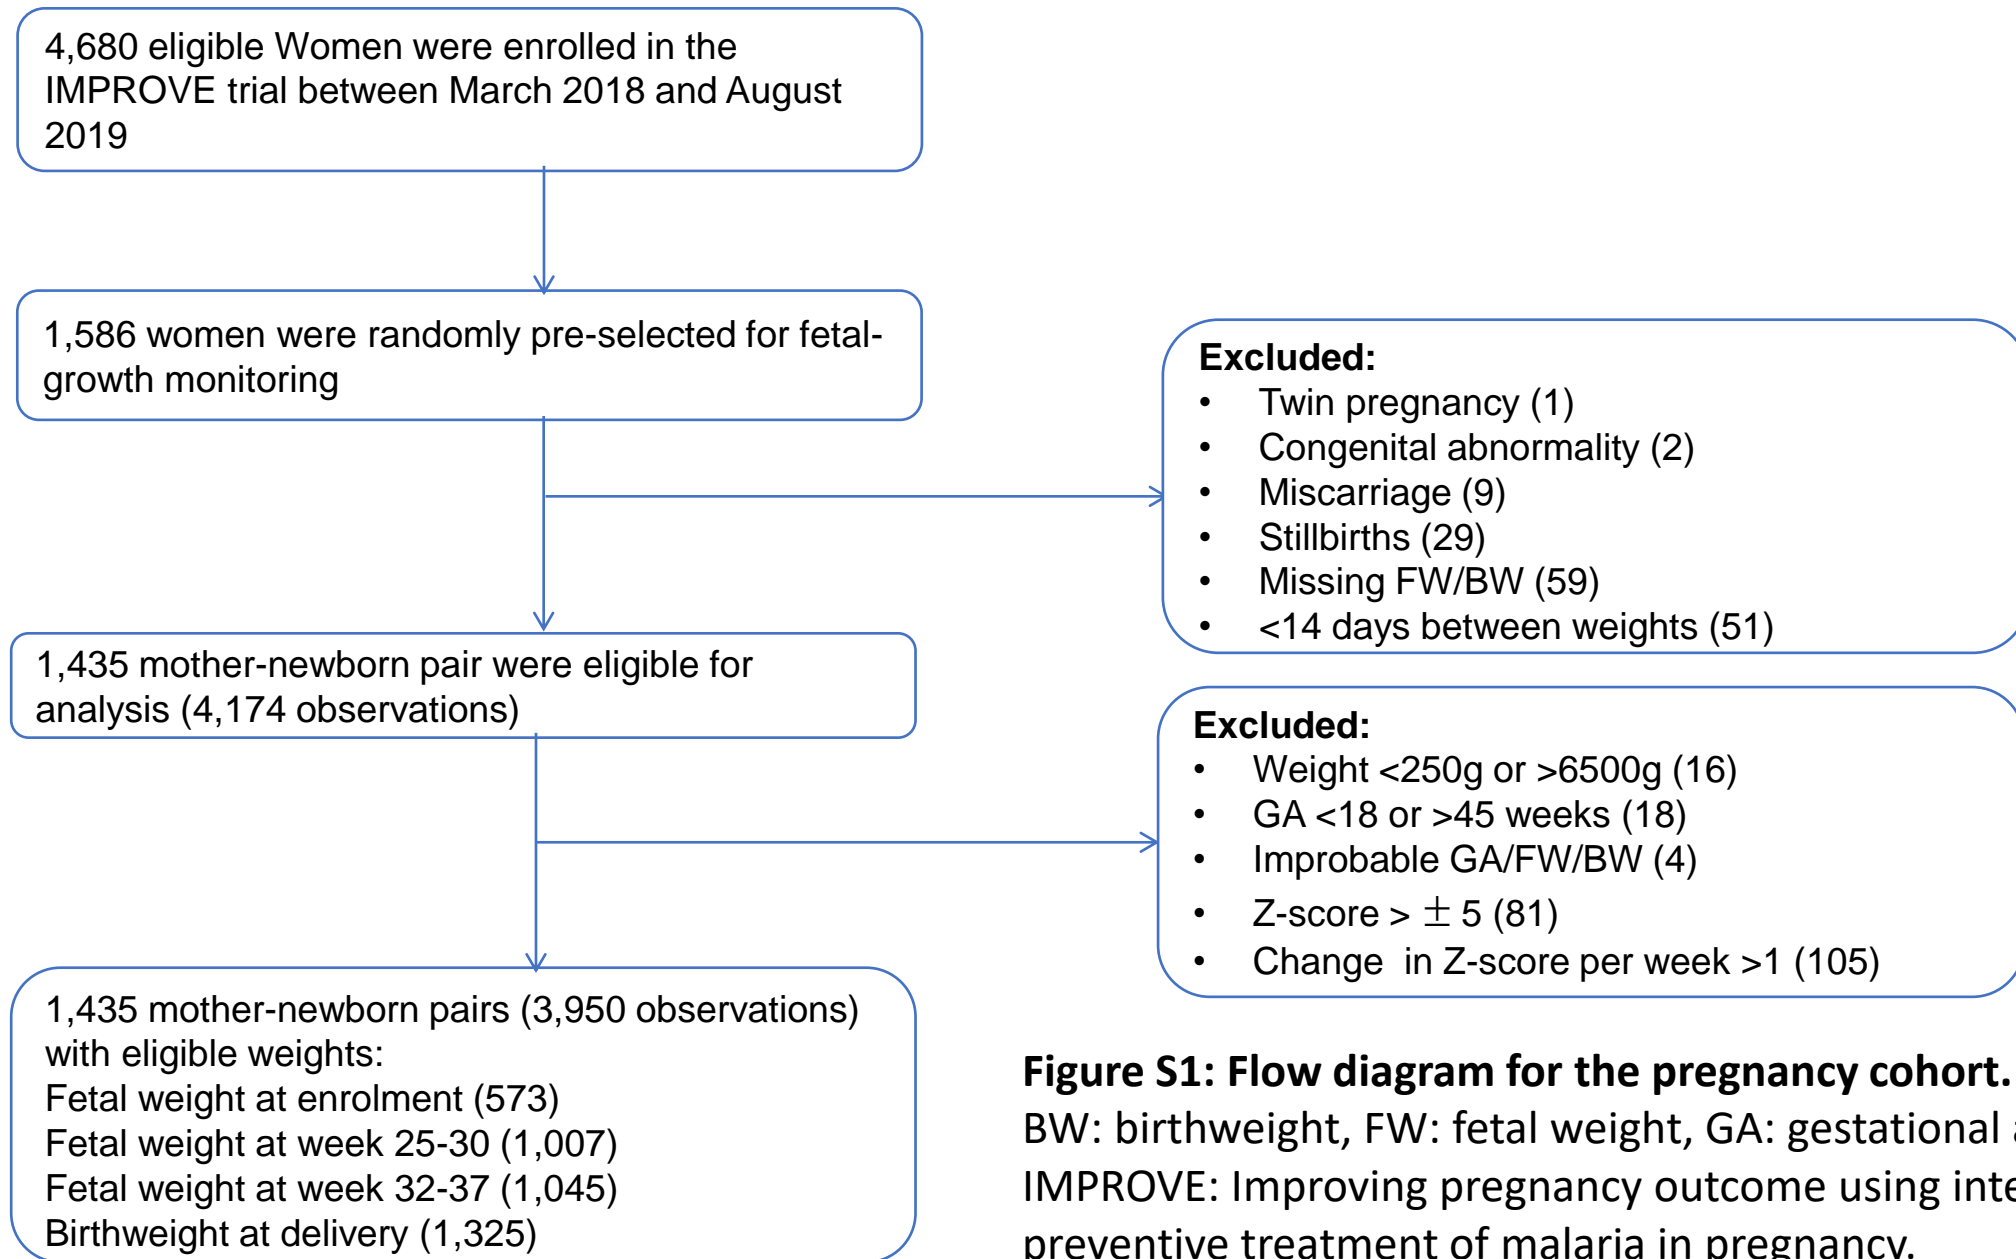 4,680 eligible Women were enrolled in the
IMPROVE trial between March 2018 and August
2019
1,586 women were randomly pre-selected for fetal-
growth monitoring
Excluded:
• Twin pregnancy (1)
• Congenital abnormality (2)
• Miscarriage (9)
• Stillbirths (29)
• Missing FW/BW (59)
• <14 days between weights (51)
1,435 mother-newborn pair were eligible for
analysis (4,174 observations)
Excluded:
• Weight <250g or >6500g (16)
• GA <18 or >45 weeks (18)
• Improbable GA/FW/BW (4)
• Z-score > ± 5 (81)
• Change in Z-score per week >1 (105)
1,435 mother-newborn pairs (3,950 observations)
with eligible weights:
Fetal weight at enrolment (573)
Fetal weight at week 25-30 (1,007)
Fetal weight at week 32-37 (1,045)
Birthweight at delivery (1,325)
Figure S1: Flow diagram for the pregnancy cohort.
BW: birthweight, FW: fetal weight, GA: gestational
IMPROVE: Improving pregnancy outcome using
preventive treatment of malaria in pregnancy.